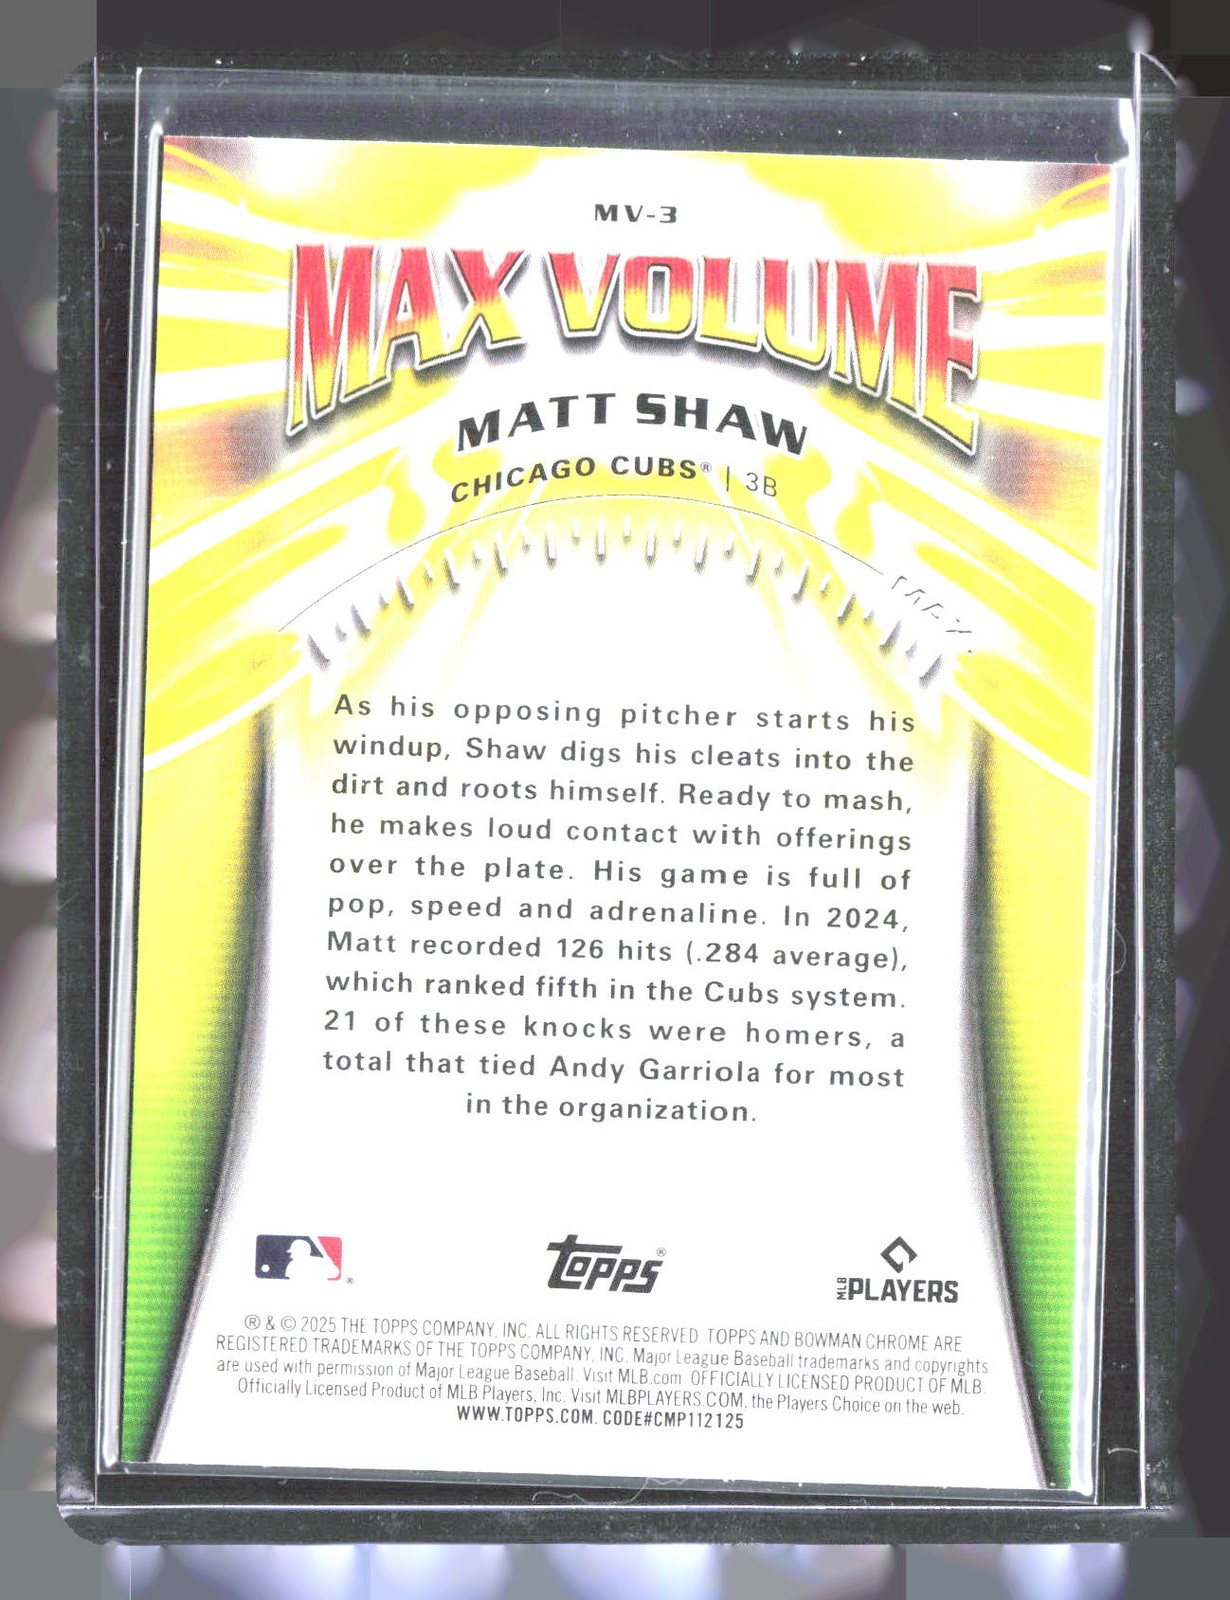 MV-3
MAX VOLUME
MATT SHAW
CHICAGO CUBS® | 3B
MAX
As his opposing pitcher starts his
windup, Shaw digs his cleats into the
dirt and roots himself. Ready to mash,
he makes loud contact with offerings
over the plate. His game is full of
pop, speed and adrenaline. In 2024,
Matt recorded 126 hits (.284 average),
which ranked fifth in the Cubs system.
21 of these knocks were homers, a
total that tied Andy Garriola for most
in the organization.
®
Topps®
MLB PLAYERS
® & © 2025 THE TOPPS COMPANY, INC. ALL RIGHTS RESERVED. TOPPS AND BOWMAN CHROME ARE
REGISTERED TRADEMARKS OF THE TOPPS COMPANY, INC. Major League Baseball trademarks and copyrights
are used with permission of Major League Baseball. Visit MLB.com. OFFICIALLY LICENSED PRODUCT OF MLB.
Officially Licensed Product of MLB Players, Inc. Visit MLBPLAYERS.COM, the Players Choice on the web.
WWW.TOPPS.COM. CODE#CMP112125